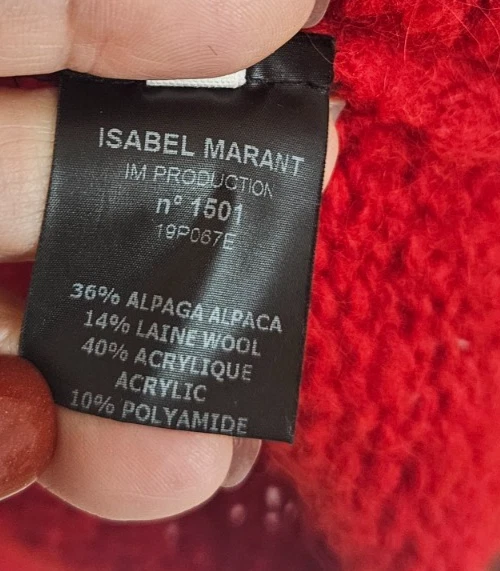 ISABEL MARANT
IM PRODUCTION
n° 1501
19P067E
36% ALPAGA ALPACA
14% LAINE WOOL
40% ACRYLIQUE
ACRYLIC
10% POLYAMIDE